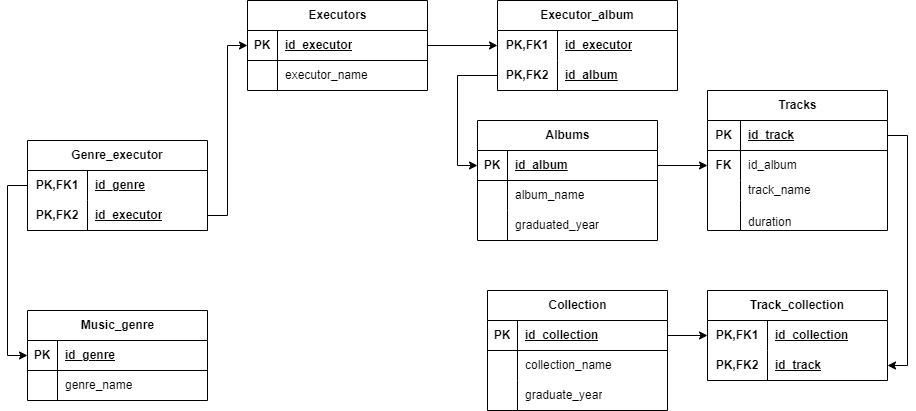 Executors
PK id_executor
executor_name
Executor_album
PK,FK1 id_executor
PK,FK2 id_album
Genre_executor
PK,FK1 id_genre
PK,FK2 id_executor
Albums
PK id_album
album_name
graduated_year
Tracks
PK id_track
FK id_album
track_name
duration
Music_genre
PK id_genre
genre_name
Collection
PK id_collection
collection_name
graduate_year
Track_collection
PK,FK1 id_collection
PK,FK2 id_track